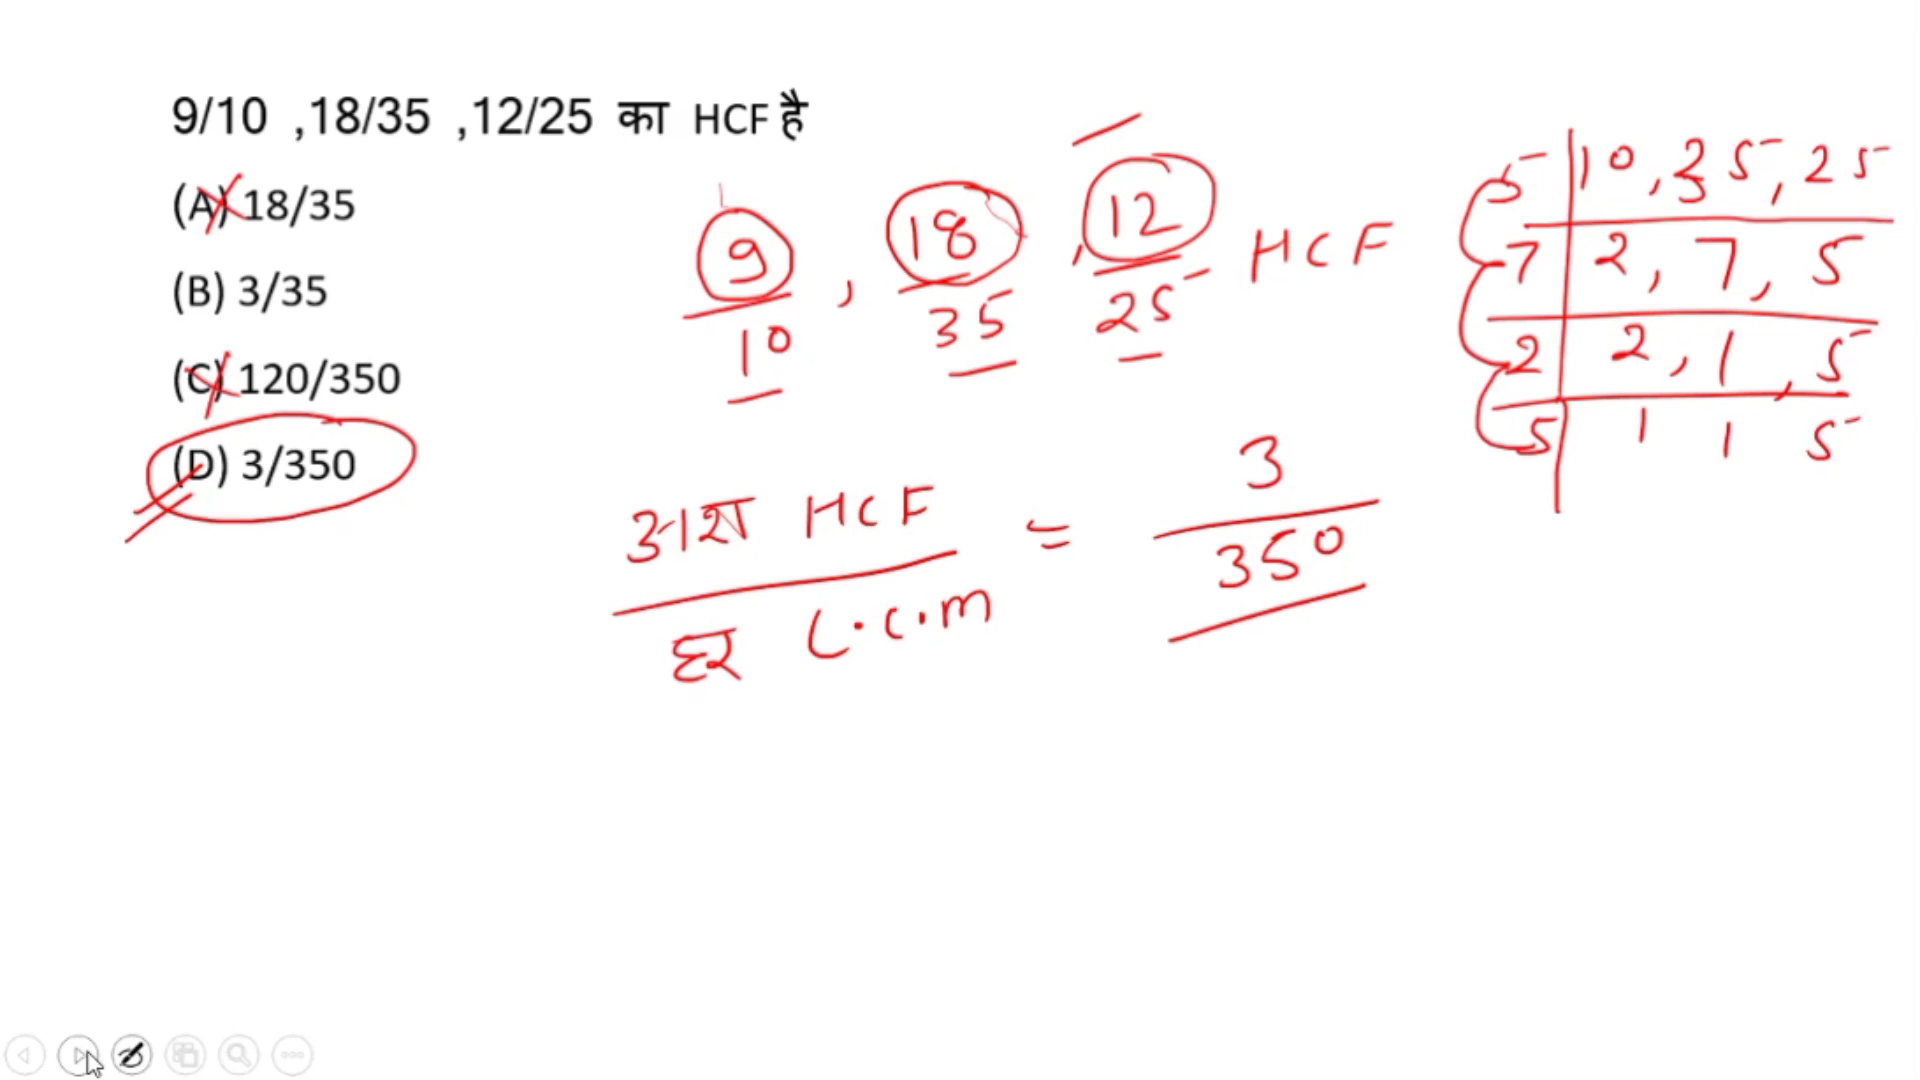 9/10 ,18/35 ,12/25 का HCF है
(A) 18/35
(B) 3/35
(C) 120/350
(D) 3/350
9/10 , 18/35 , 12/25 HCF
अंश HCF / हर L.C.M = 3/350
5 | 10, 35, 25
7 | 2, 7, 5
2 | 2, 1, 5
5 | 1 1 5